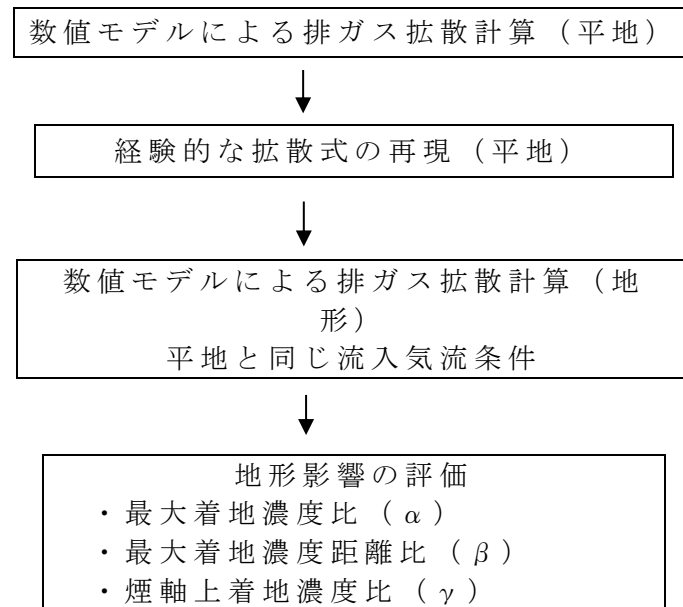 数値モデルによる排ガス拡散計算（平地）
経験的な拡散式の再現（平地）
数値モデルによる排ガス拡散計算（地
形）
平地と同じ流入気流条件
地形影響の評価
・最大着地濃度比（α）
・最大着地濃度距離比（β）
・煙軸上着地濃度比（γ）